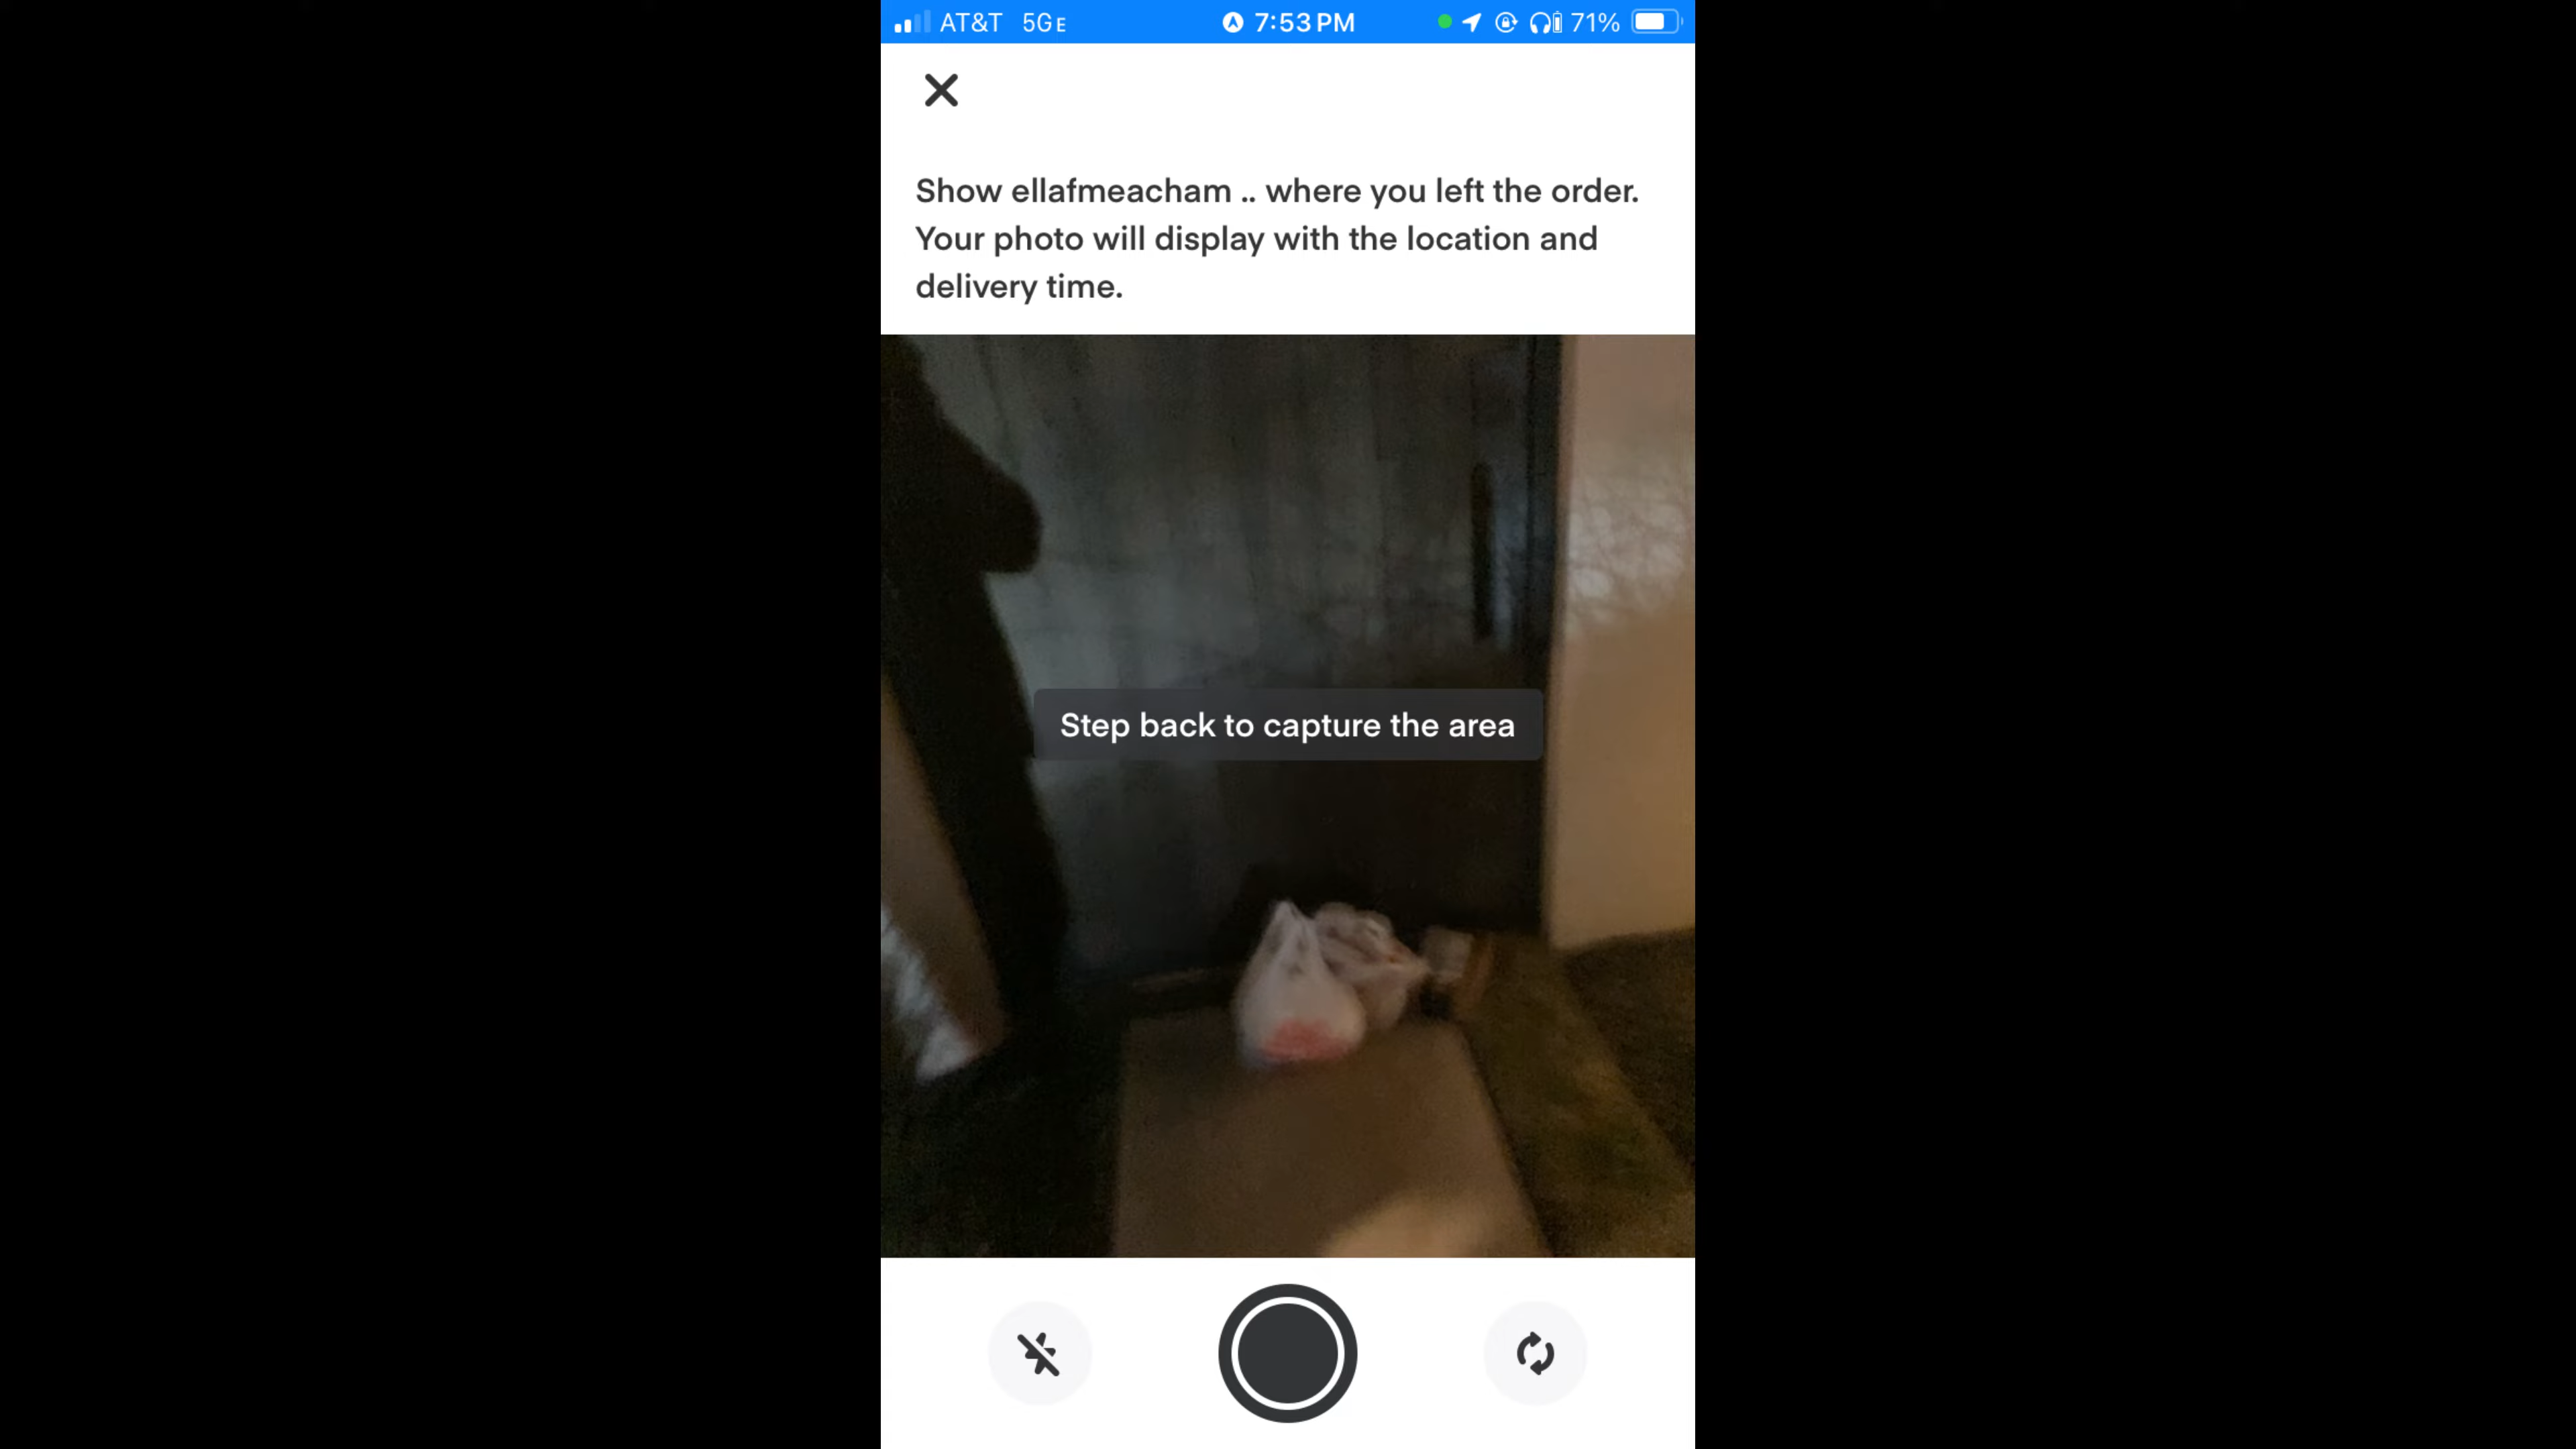 AT&T 5GE 7:53 PM 71%
Show ellafmeacham .. where you left the order.
Your photo will display with the location and
delivery time.
Step back to capture the area